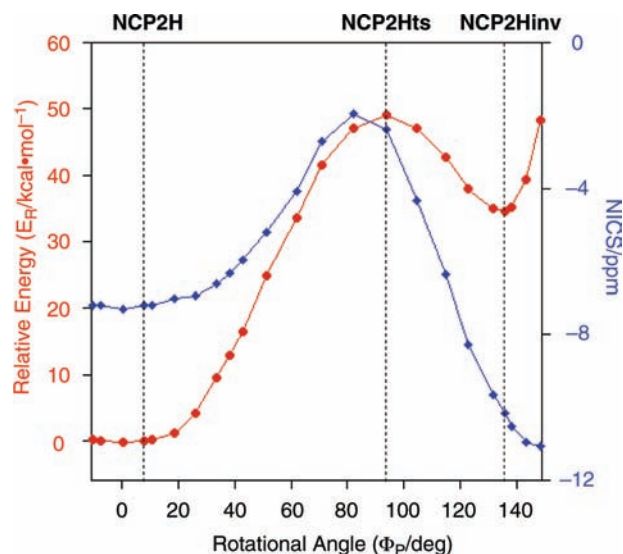 NCP2H NCP2Hts NCP2Hinv
60
50
40
30
20
10
0
Relative Energy (E_R/kcal•mol⁻¹)
0
−4
−8
−12
NICS/ppm
0 20 40 60 80 100 120 140
Rotational Angle (Φ_P/deg)